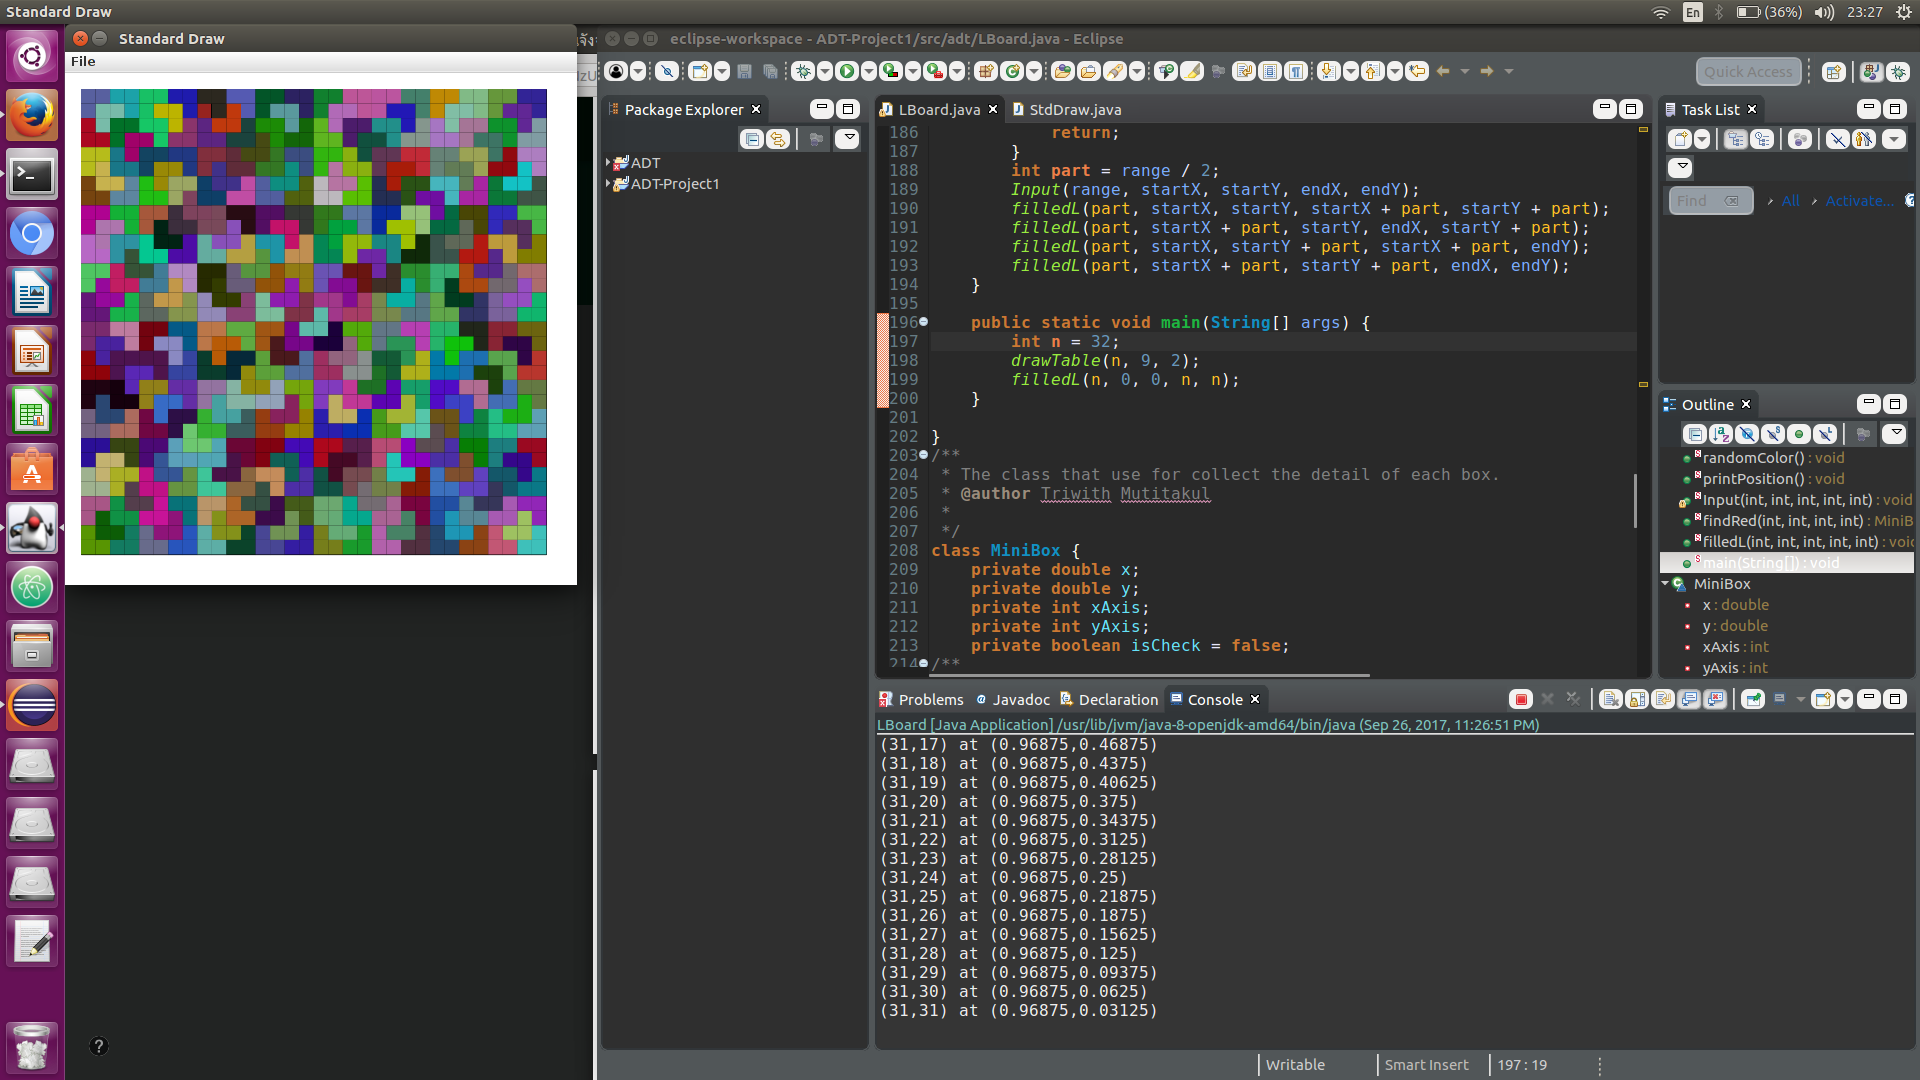 Standard Draw
En
(36%)
23:27
Standard Draw
File
eclipse-workspace - ADT-Project1/src/adt/LBoard.java - Eclipse
Quick Access
Package Explorer
ADT
ADT-Project1
LBoard.java
StdDraw.java
186 return;
187 }
188 int part = range / 2;
189 Input(range, startX, startY, endX, endY);
190 filledL(part, startX, startY, startX + part, startY + part);
191 filledL(part, startX + part, startY, endX, startY + part);
192 filledL(part, startX, startY + part, startX + part, endY);
193 filledL(part, startX + part, startY + part, endX, endY);
194 }
195
196 public static void main(String[] args) {
197 int n = 32;
198 drawTable(n, 9, 2);
199 filledL(n, 0, 0, n, n);
200 }
201
202 }
203 /**
204 * The class that use for collect the detail of each box.
205 * @author Triwith Mutitakul
206 *
207 */
208 class MiniBox {
209 private double x;
210 private double y;
211 private int xAxis;
212 private int yAxis;
213 private boolean isCheck = false;
214 /**
Task List
Find
All
Activate...
Outline
randomColor() : void
printPosition() : void
Input(int, int, int, int, int) : void
findRed(int, int, int, int) : MiniB
filledL(int, int, int, int, int) : voi
main(String[]) : void
MiniBox
x : double
y : double
xAxis : int
yAxis : int
Problems
@ Javadoc
Declaration
Console
LBoard [Java Application] /usr/lib/jvm/java-8-openjdk-amd64/bin/java (Sep 26, 2017, 11:26:51 PM)
(31,17) at (0.96875,0.46875)
(31,18) at (0.96875,0.4375)
(31,19) at (0.96875,0.40625)
(31,20) at (0.96875,0.375)
(31,21) at (0.96875,0.34375)
(31,22) at (0.96875,0.3125)
(31,23) at (0.96875,0.28125)
(31,24) at (0.96875,0.25)
(31,25) at (0.96875,0.21875)
(31,26) at (0.96875,0.1875)
(31,27) at (0.96875,0.15625)
(31,28) at (0.96875,0.125)
(31,29) at (0.96875,0.09375)
(31,30) at (0.96875,0.0625)
(31,31) at (0.96875,0.03125)
Writable
Smart Insert
197 : 19